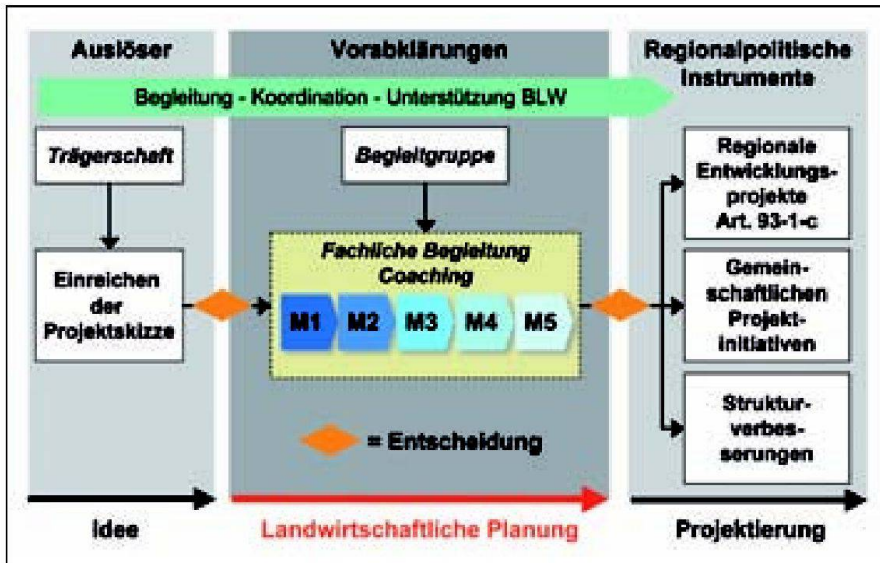 Auslöser
Vorabklärungen
Regionalpolitische
Instrumente
Begleitung - Koordination - Unterstützung BLW
Trägerschaft
Begleitgruppe
Regionale
Entwicklungs-
projekte
Art. 93-1-c
Einreichen
der
Projektskizze
Fachliche Begleitung
Coaching
M1
M2
M3
M4
M5
Gemein-
schaftlichen
Projekt-
initiativen
Struktur-
verbes-
serungen
= Entscheidung
Idee
Landwirtschaftliche Planung
Projektierung